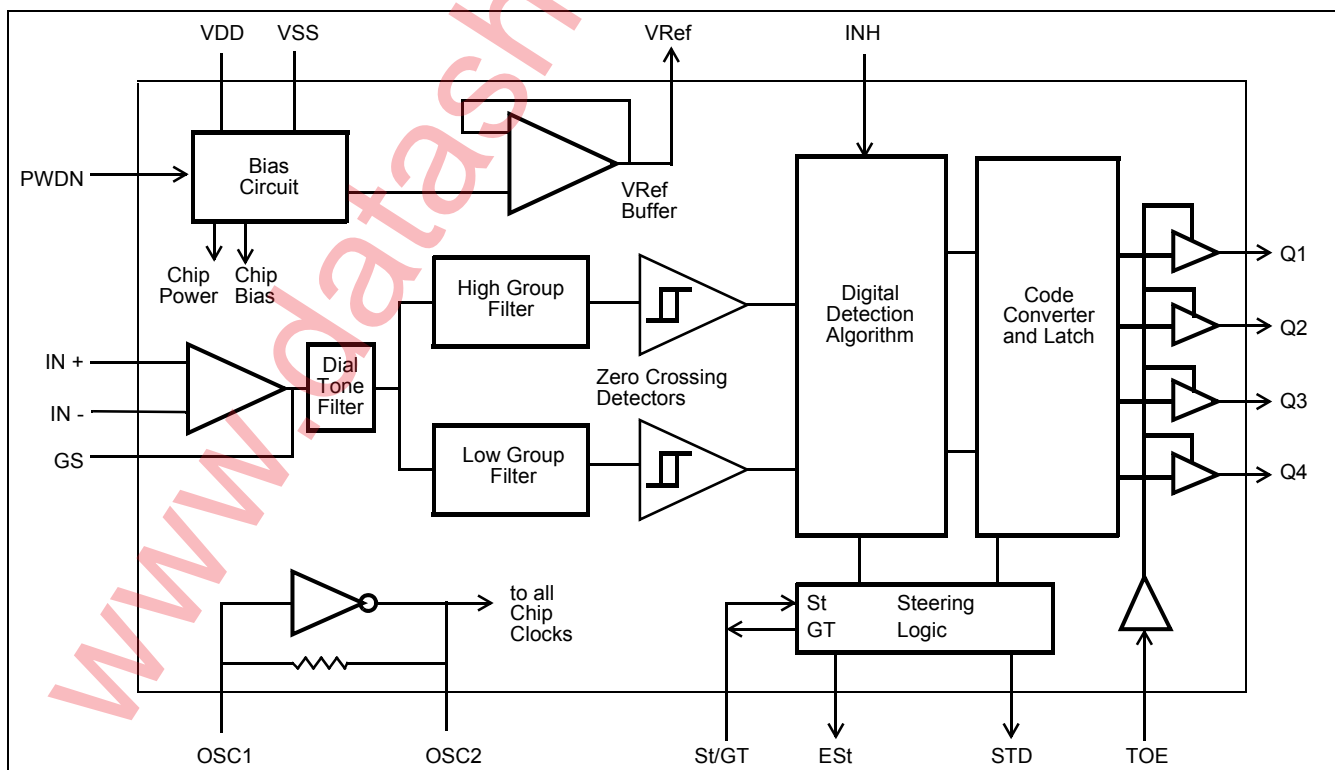 VDD
VSS
VRef
INH
PWDN
Bias
Circuit
VRef
Buffer
Chip
Power
Chip
Bias
High Group
Filter
Digital
Detection
Algorithm
Code
Converter
and Latch
Q1
Q2
Q3
Q4
IN +
IN -
GS
Dial
Tone
Filter
Zero Crossing
Detectors
Low Group
Filter
to all
Chip
Clocks
St
GT
Steering
Logic
OSC1
OSC2
St/GT
ESt
STD
TOE
www.datash